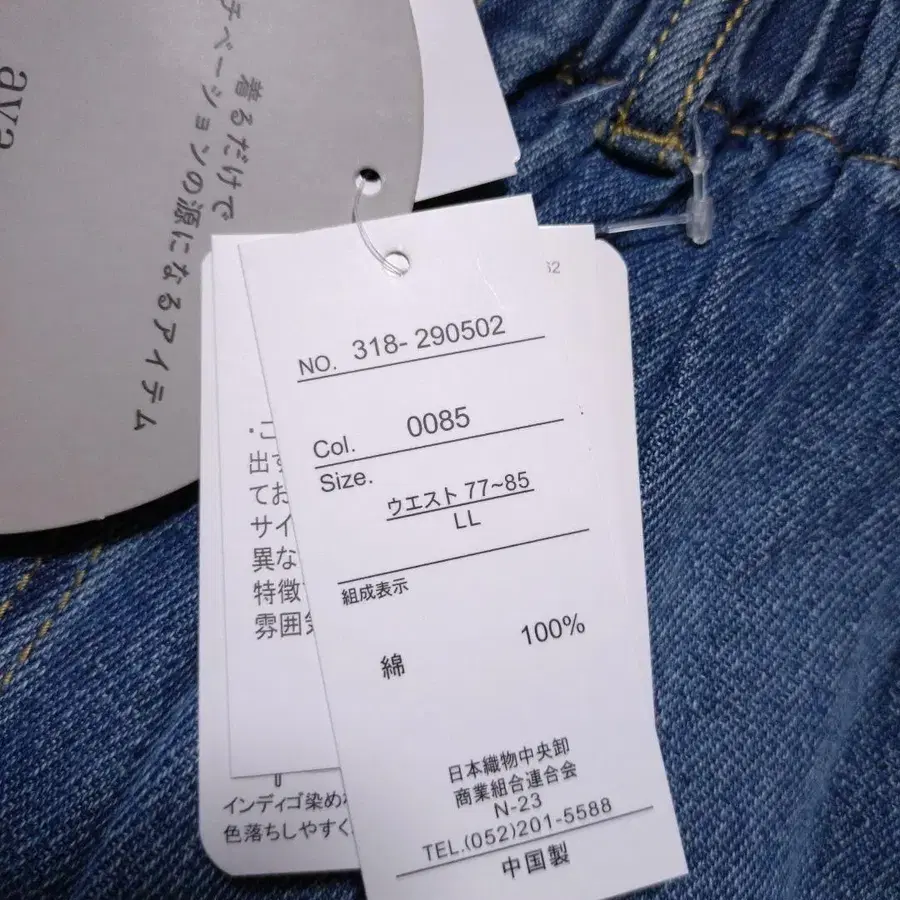 ava
着るだけで
チベーションの源になるアイテム
62
NO. 318-290502
Col. 0085
Size.
ウエスト 77~85
LL
組成表示
綿 100%
日本織物中央卸
商業組合連合会
N-23
TEL.(052)201-5588
中国製
・こ
出す
てお
サイ
異な
特徴
雰囲気
インディゴ染め
色落ちしやすく